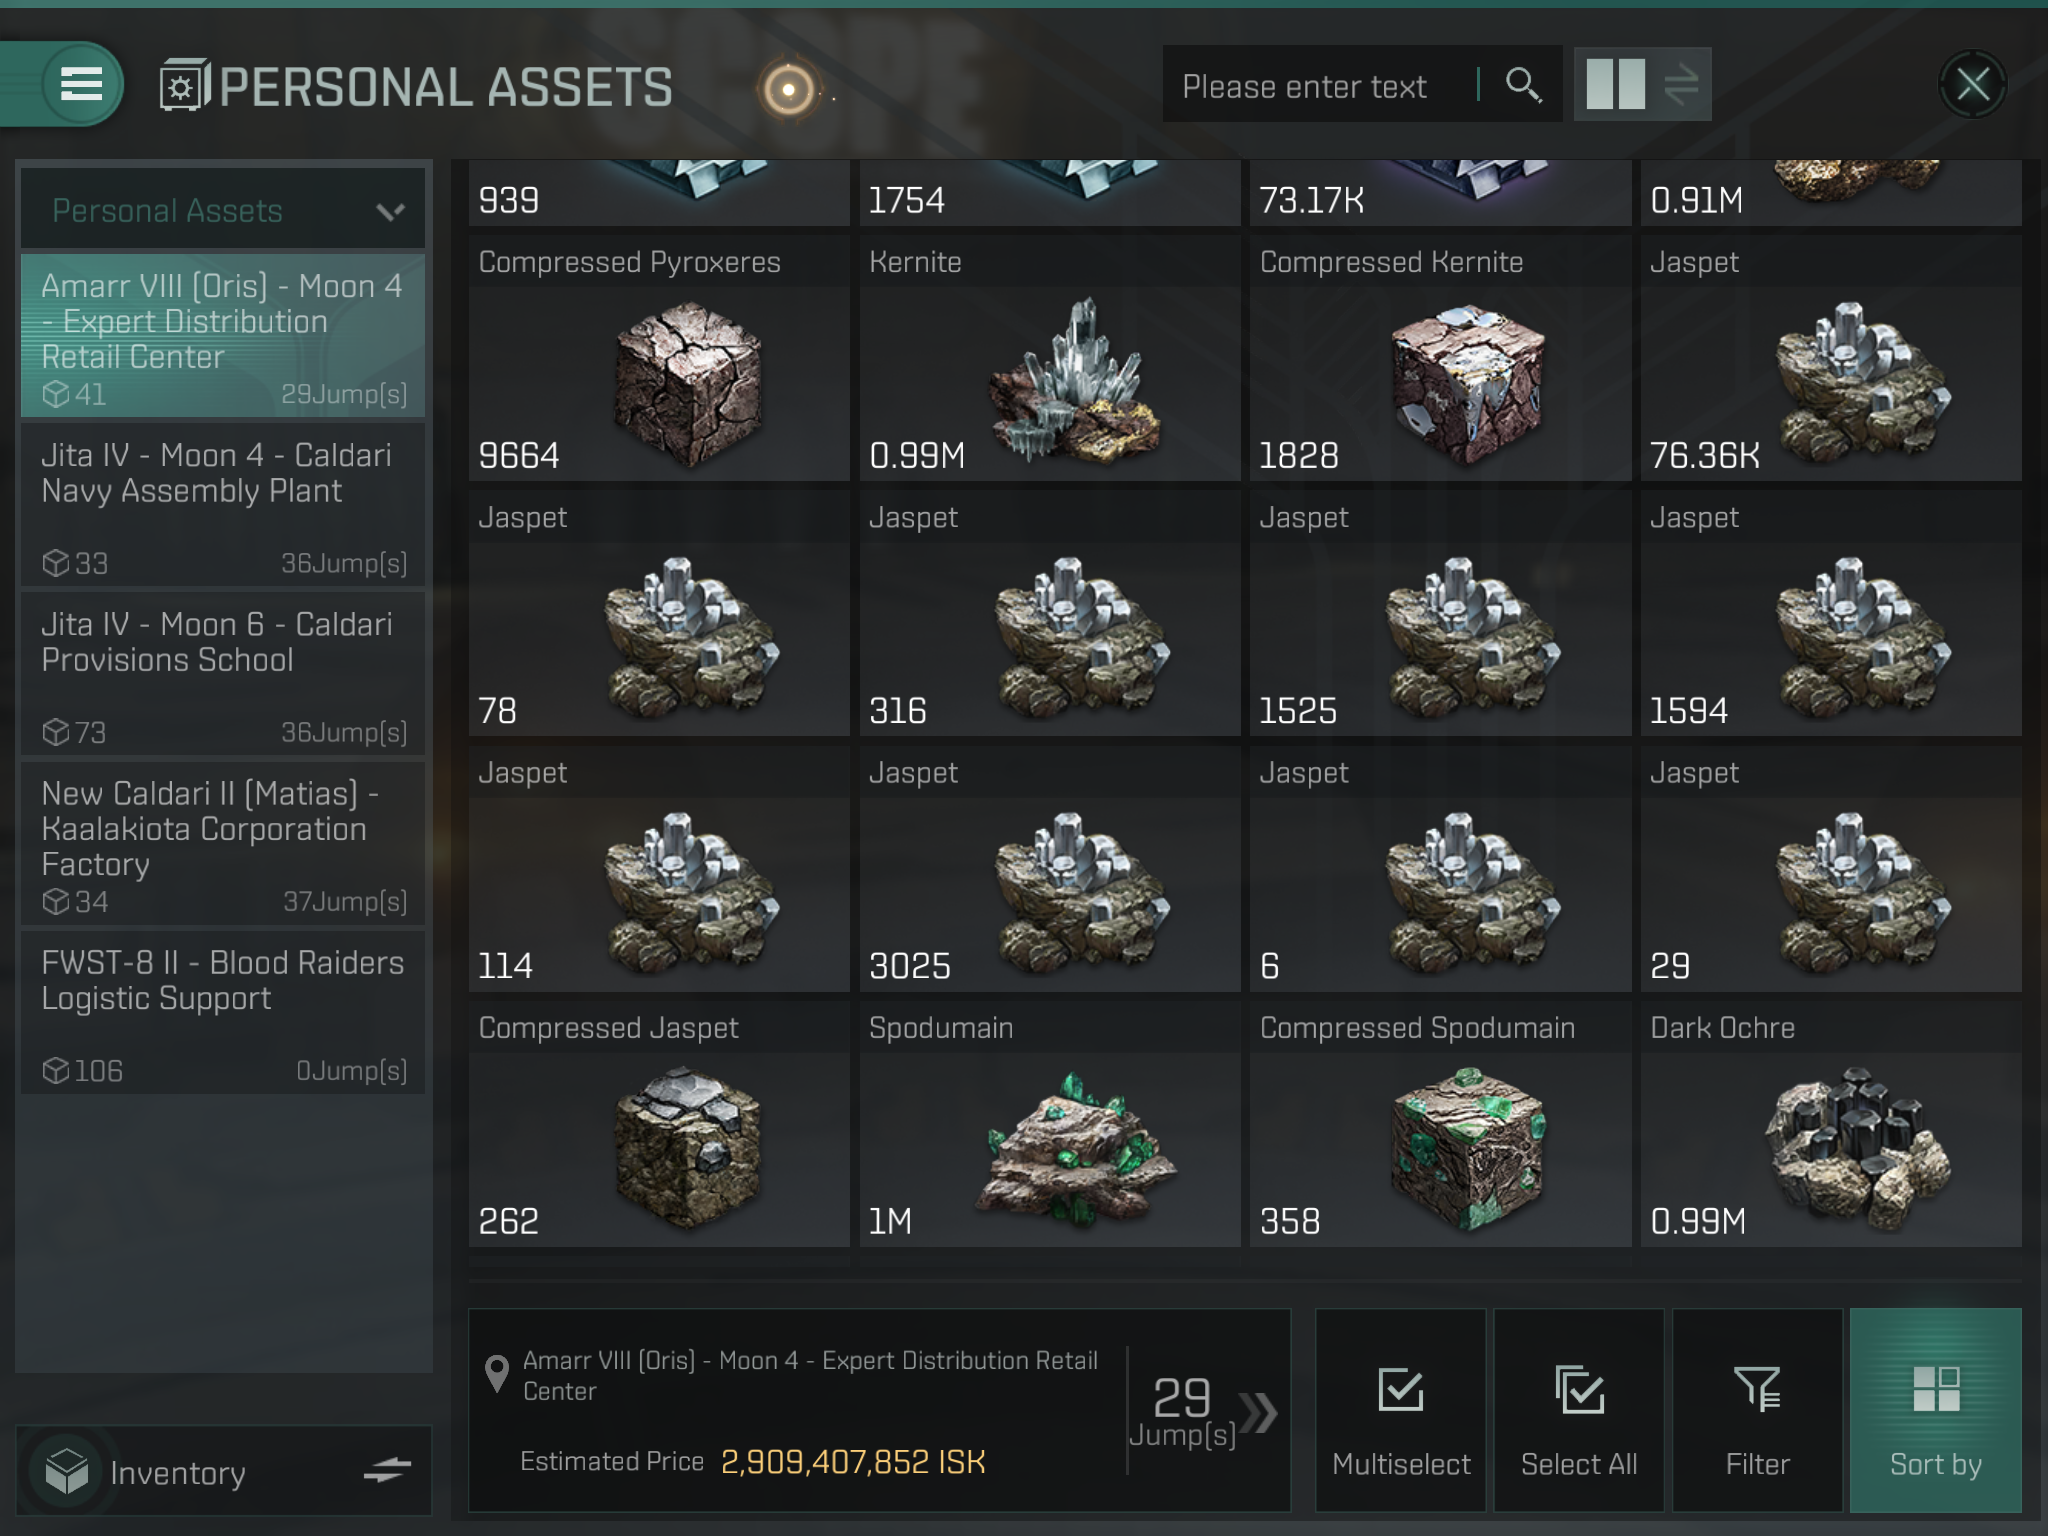 PERSONAL ASSETS
Please enter text
Personal Assets
Amarr VIII (Oris) - Moon 4
- Expert Distribution
Retail Center
41
29Jump(s)
Jita IV - Moon 4 - Caldari
Navy Assembly Plant
33
36Jump(s)
Jita IV - Moon 6 - Caldari
Provisions School
73
36Jump(s)
New Caldari II (Matias) -
Kaalakiota Corporation
Factory
34
37Jump(s)
FWST-8 II - Blood Raiders
Logistic Support
106
0Jump(s)
Inventory
939
1754
73.17K
0.91M
Compressed Pyroxeres
9664
Kernite
0.99M
Compressed Kernite
1828
Jaspet
76.36K
Jaspet
78
Jaspet
316
Jaspet
1525
Jaspet
1594
Jaspet
114
Jaspet
3025
Jaspet
6
Jaspet
29
Compressed Jaspet
262
Spodumain
1M
Compressed Spodumain
358
Dark Ochre
0.99M
Amarr VIII (Oris) - Moon 4 - Expert Distribution Retail
Center
Estimated Price 2,909,407,852 ISK
29
Jump(s)
Multiselect
Select All
Filter
Sort by